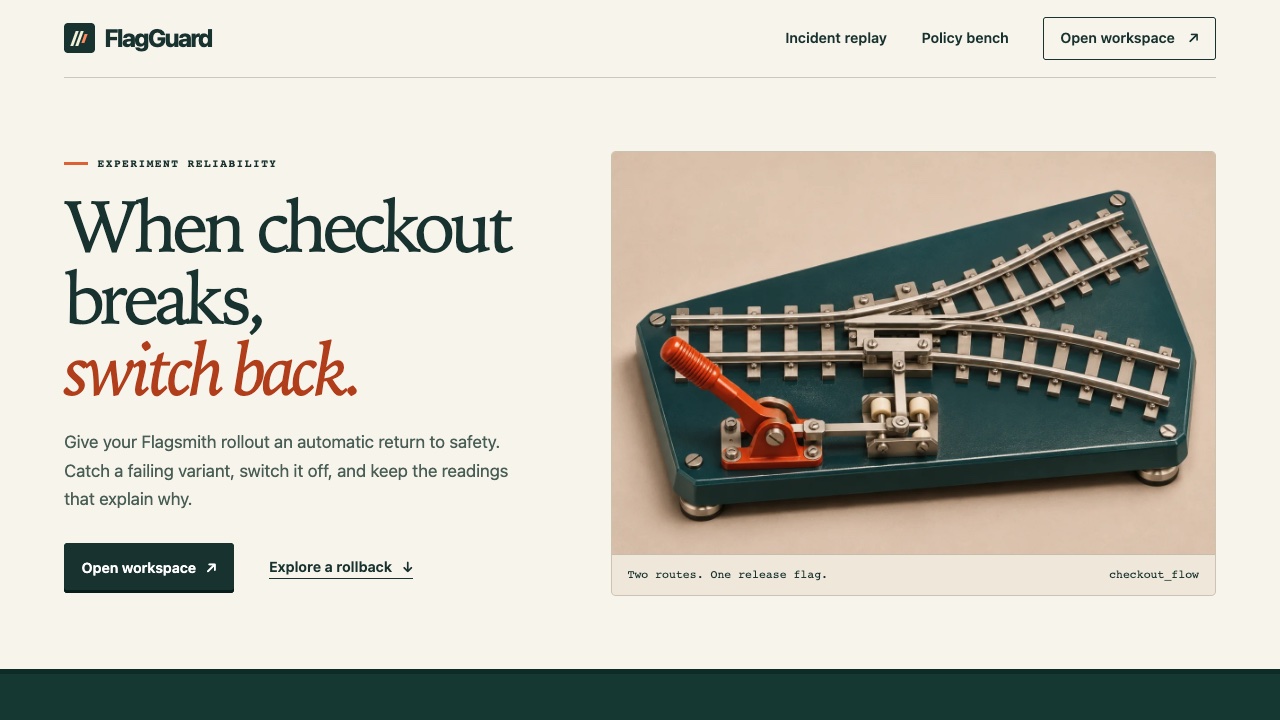 FlagGuard
Incident replay
Policy bench
Open workspace ↗
EXPERIMENT RELIABILITY
When checkout
breaks,
switch back.
Give your Flagsmith rollout an automatic return to safety.
Catch a failing variant, switch it off, and keep the readings
that explain why.
Open workspace ↗
Explore a rollback ↓
Two routes. One release flag.
checkout_flow